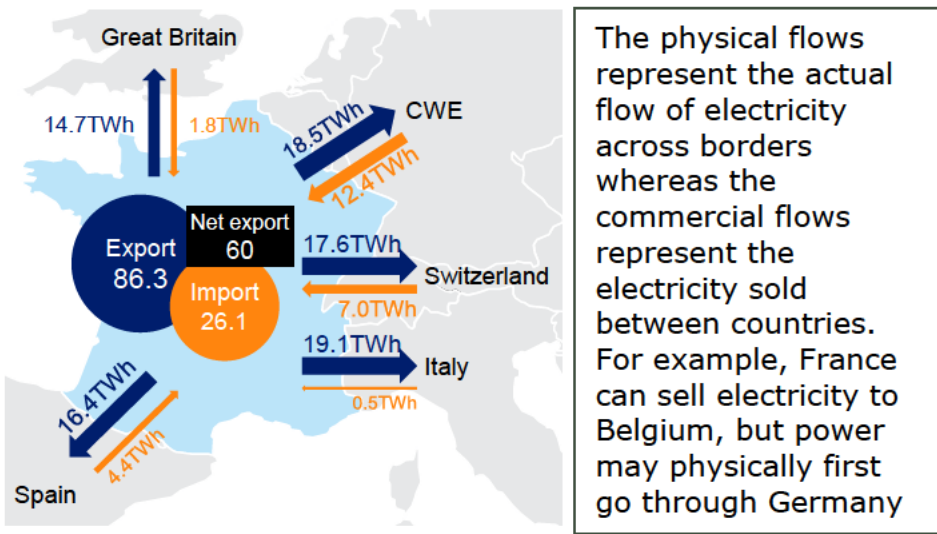 Great Britain
14.7TWh
1.8TWh
18.5TWh
CWE
12.4TWh
Net export
60
Export
86.3
Import
26.1
17.6TWh
Switzerland
7.0TWh
19.1TWh
Italy
0.5TWh
16.4TWh
4.4TWh
Spain
The physical flows
represent the actual
flow of electricity
across borders
whereas the
commercial flows
represent the
electricity sold
between countries.
For example, France
can sell electricity to
Belgium, but power
may physically first
go through Germany